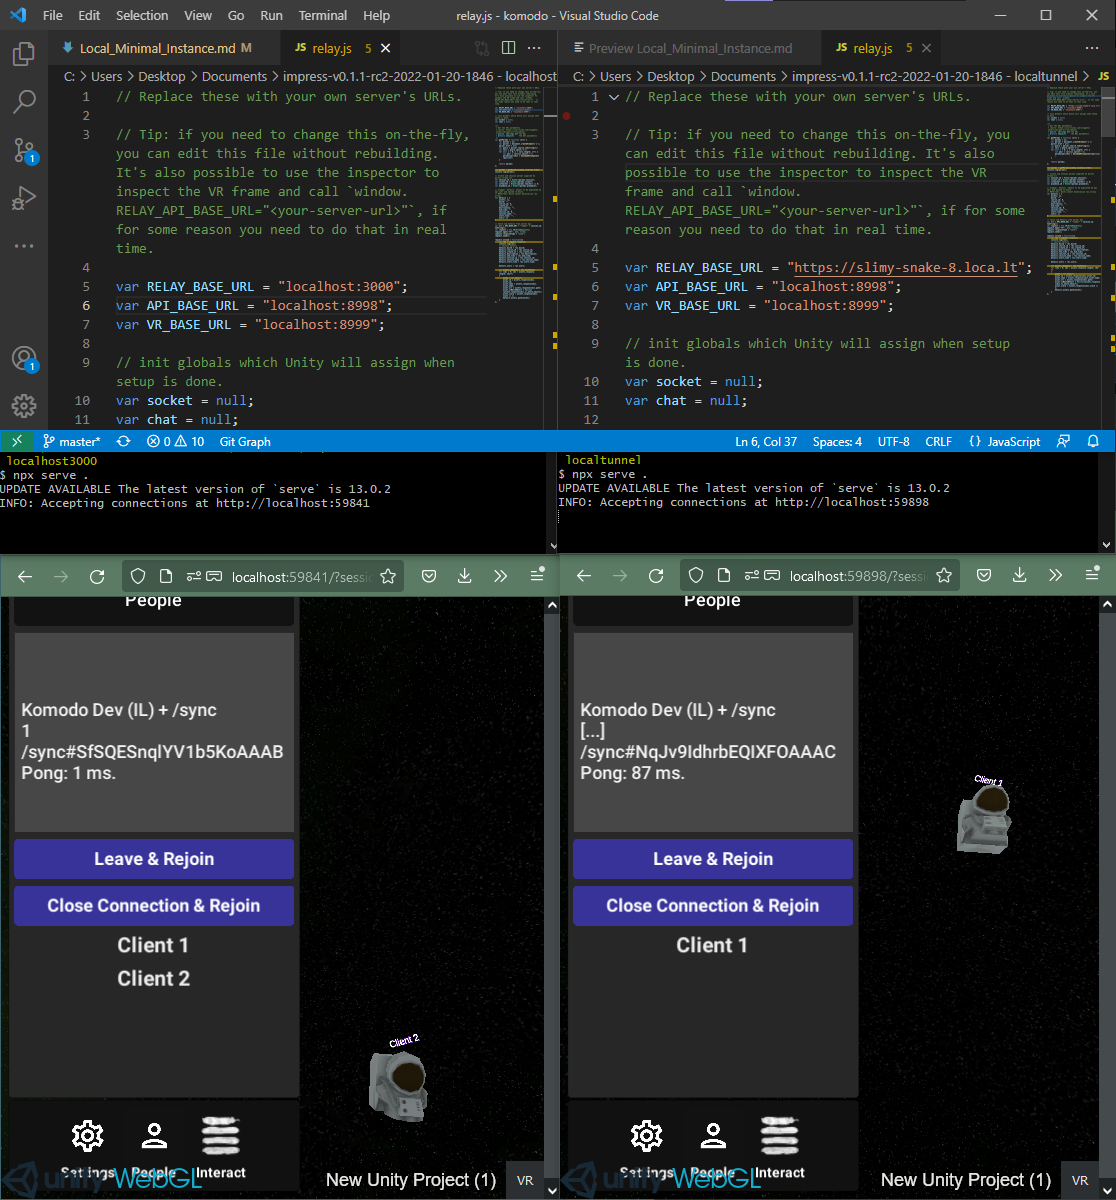 File Edit Selection View Go Run Terminal Help relay.js - komodo - Visual Studio Code
Local_Minimal_Instance.md M JS relay.js 5
C: > Users > Desktop > Documents > impress-v0.1.1-rc2-2022-01-20-1846 - localhost
1 // Replace these with your own server's URLs.
2
3 // Tip: if you need to change this on-the-fly,
you can edit this file without rebuilding.
It's also possible to use the inspector to
inspect the VR frame and call `window.
RELAY_API_BASE_URL="<your-server-url>"`, if
for some reason you need to do that in real
time.
4
5 var RELAY_BASE_URL = "localhost:3000";
6 var API_BASE_URL = "localhost:8998";
7 var VR_BASE_URL = "localhost:8999";
8
9 // init globals which Unity will assign when
setup is done.
10 var socket = null;
11 var chat = null;
Preview Local_Minimal_Instance.md JS relay.js 5
C: > Users > Desktop > Documents > impress-v0.1.1-rc2-2022-01-20-1846 - localtunnel > JS
1 // Replace these with your own server's URLs.
2
3 // Tip: if you need to change this on-the-fly, you
can edit this file without rebuilding. It's also
possible to use the inspector to inspect the VR
frame and call `window.
RELAY_API_BASE_URL="<your-server-url>"`, if for some
reason you need to do that in real time.
4
5 var RELAY_BASE_URL = "https://slimy-snake-8.loca.lt";
6 var API_BASE_URL = "localhost:8998";
7 var VR_BASE_URL = "localhost:8999";
8
9 // init globals which Unity will assign when setup
is done.
10 var socket = null;
11 var chat = null;
12
1
1
master* 0 10 Git Graph Ln 6, Col 37 Spaces: 4 UTF-8 CRLF {} JavaScript
localhost3000
$ npx serve .
UPDATE AVAILABLE The latest version of `serve` is 13.0.2
INFO: Accepting connections at http://localhost:59841
localtunnel
$ npx serve .
UPDATE AVAILABLE The latest version of `serve` is 13.0.2
INFO: Accepting connections at http://localhost:59898
localhost:59841/?sessi
People
Komodo Dev (IL) + /sync
1
/sync#SfSQESnqlYV1b5KoAAAB
Pong: 1 ms.
Leave & Rejoin
Close Connection & Rejoin
Client 1
Client 2
Client 2
Settings People Interact
unity WebGL
New Unity Project (1) VR
localhost:59898/?sessi
People
Komodo Dev (IL) + /sync
[...]
/sync#NqJv9IdhrbEQIXFOAAAC
Pong: 87 ms.
Leave & Rejoin
Close Connection & Rejoin
Client 1
Client 1
Settings People Interact
unity WebGL
New Unity Project (1) VR